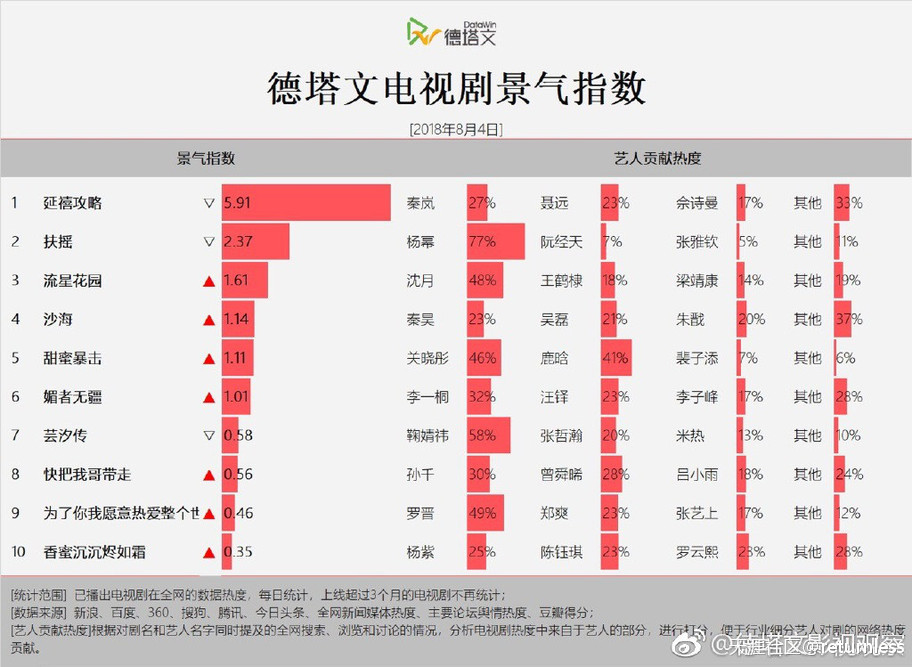 DataWin
德塔文
德塔文电视剧景气指数
[2018年8月4日]
景气指数 艺人贡献热度
1 延禧攻略 ▽ 5.91 秦岚 27% 聂远 23% 佘诗曼 17% 其他 33%
2 扶摇 ▽ 2.37 杨幂 77% 阮经天 7% 张雅钦 5% 其他 11%
3 流星花园 ▲ 1.61 沈月 48% 王鹤棣 18% 梁靖康 14% 其他 19%
4 沙海 ▲ 1.14 秦昊 23% 吴磊 21% 朱戬 20% 其他 37%
5 甜蜜暴击 ▲ 1.11 关晓彤 46% 鹿晗 41% 裴子添 7% 其他 6%
6 媚者无疆 ▲ 1.01 李一桐 32% 汪铎 23% 李子峰 17% 其他 28%
7 芸汐传 ▽ 0.58 鞠婧祎 58% 张哲瀚 20% 米热 13% 其他 10%
8 快把我哥带走 ▲ 0.56 孙千 30% 曾舜晞 28% 吕小雨 18% 其他 24%
9 为了你我愿意热爱整个世 ▲ 0.46 罗晋 49% 郑爽 23% 张艺上 17% 其他 12%
10 香蜜沉沉烬如霜 ▲ 0.35 杨紫 25% 陈钰琪 23% 罗云熙 23% 其他 28%
[统计范围] 已播出电视剧在全网的数据热度，每日统计，上线超过3个月的电视剧不再统计；
[数据来源] 新浪、百度、360、搜狗、腾讯、今日头条、全网新闻媒体热度、主要论坛舆情热度、豆瓣得分；
[艺人贡献热度]根据对剧名和艺人名字同时提及的全网搜索、浏览和讨论的情况，分析电视剧热度中来自于艺人的部分，进行打分，便于行业细分艺人对剧的网络热度
贡献。